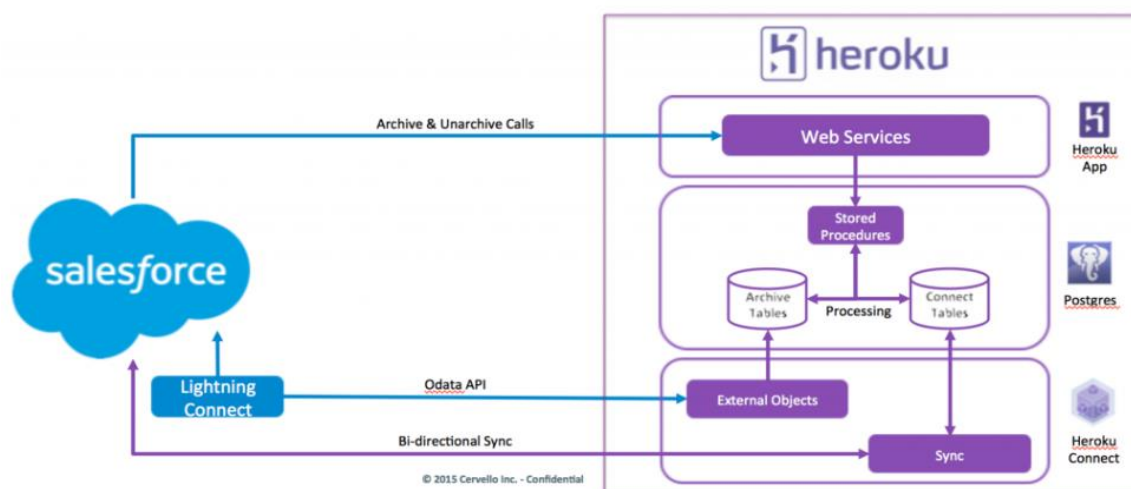 heroku
Archive & Unarchive Calls
Web Services
Heroku
App
Stored
Procedures
salesforce
Archive
Tables
Processing
Connect
Tables
Postgres
Lightning
Connect
Odata API
External Objects
Bi-directional Sync
Sync
Heroku
Connect
© 2015 Cervello Inc. - Confidential